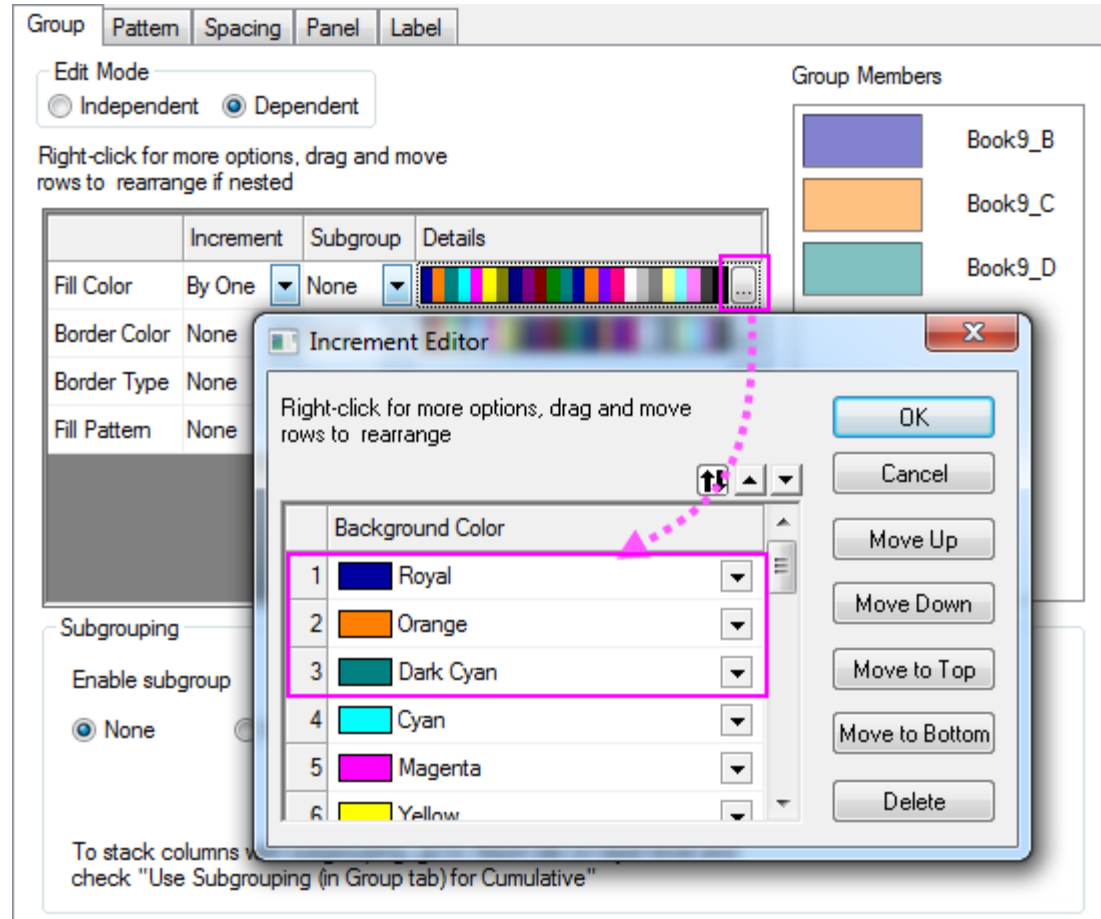 Group Pattern Spacing Panel Label
Edit Mode
Independent Dependent
Group Members
Book9_B
Book9_C
Book9_D
Right-click for more options, drag and move
rows to rearrange if nested
Increment Subgroup Details
Fill Color By One None ...
Border Color None
Border Type None
Fill Pattern None
Increment Editor
Right-click for more options, drag and move
rows to rearrange
OK
Cancel
Move Up
Move Down
Move to Top
Move to Bottom
Delete
Background Color
1 Royal
2 Orange
3 Dark Cyan
4 Cyan
5 Magenta
6 Yellow
Subgrouping
Enable subgroup
None
To stack columns
check "Use Subgrouping (in Group tab) for Cumulative"